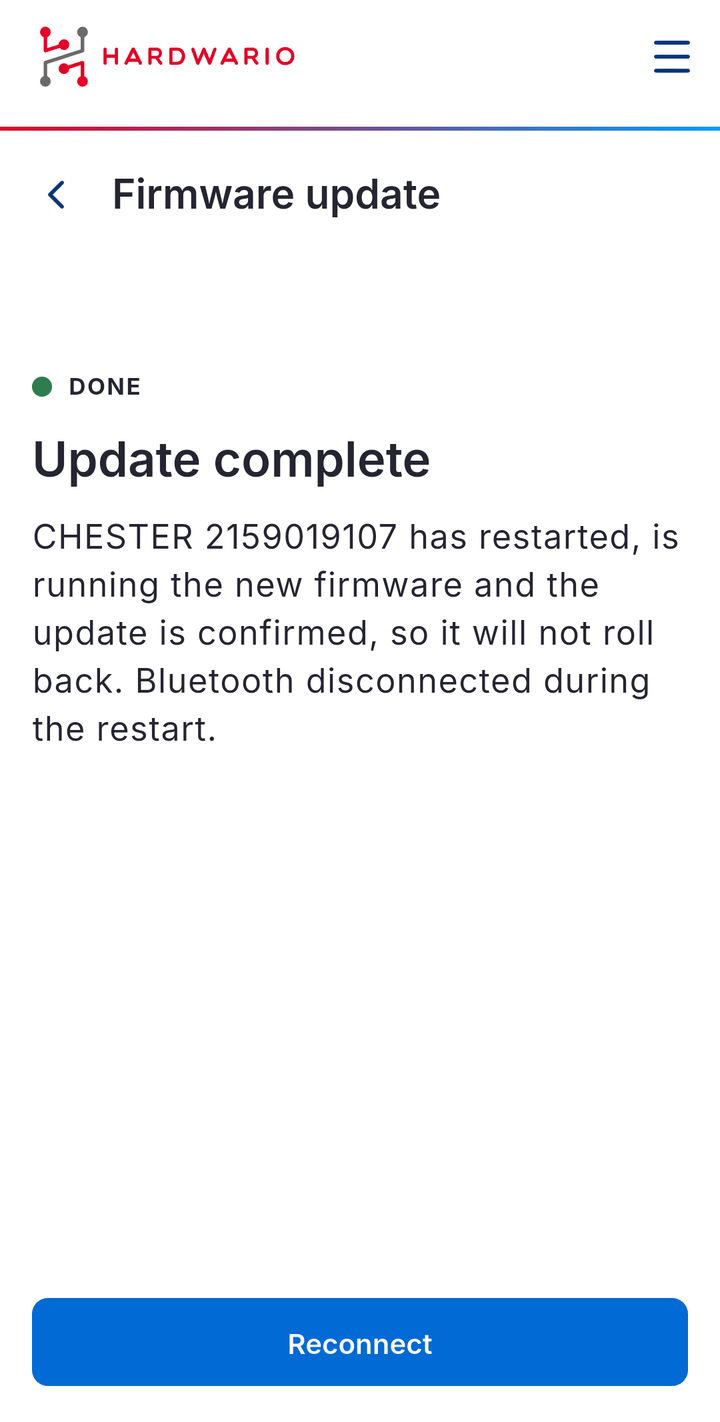 HARDWARIO
Firmware update
DONE
Update complete
CHESTER 2159019107 has restarted, is
running the new firmware and the
update is confirmed, so it will not roll
back. Bluetooth disconnected during
the restart.
Reconnect